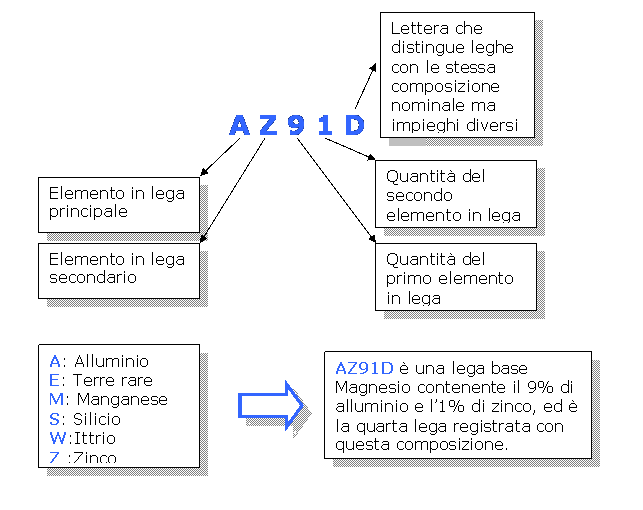 Lettera che
distingue leghe
con le stessa
composizione
nominale ma
impieghi diversi
A Z 9 1 D
Elemento in lega
principale
Quantità del
secondo
elemento in lega
Elemento in lega
secondario
Quantità del
primo elemento
in lega
A: Alluminio
E: Terre rare
M: Manganese
S: Silicio
W:Ittrio
Z :Zinco
AZ91D è una lega base
Magnesio contenente il 9% di
alluminio e l'1% di zinco, ed è
la quarta lega registrata con
questa composizione.